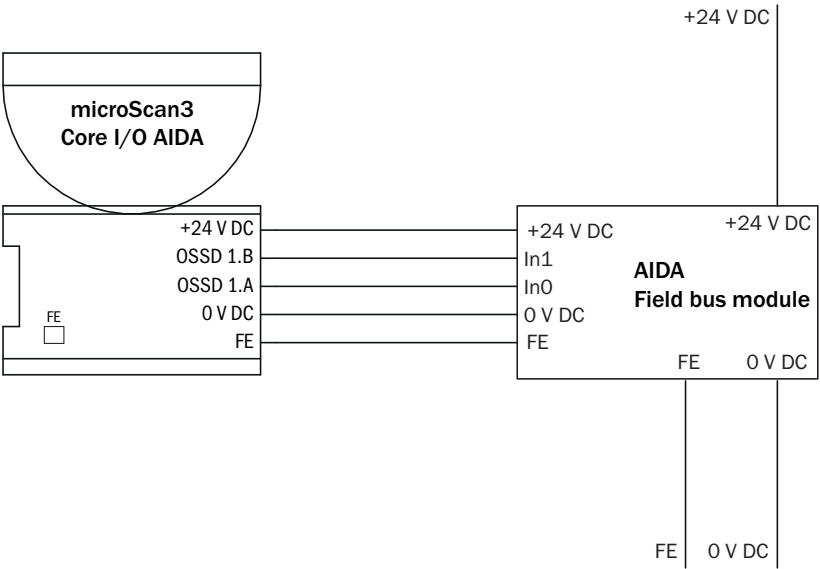 +24 V DC
microScan3
Core I/O AIDA
+24 V DC
OSSD 1.B
OSSD 1.A
0 V DC
FE
FE
+24 V DC
In1
In0
0 V DC
FE
+24 V DC
AIDA
Field bus module
FE
0 V DC
FE
0 V DC